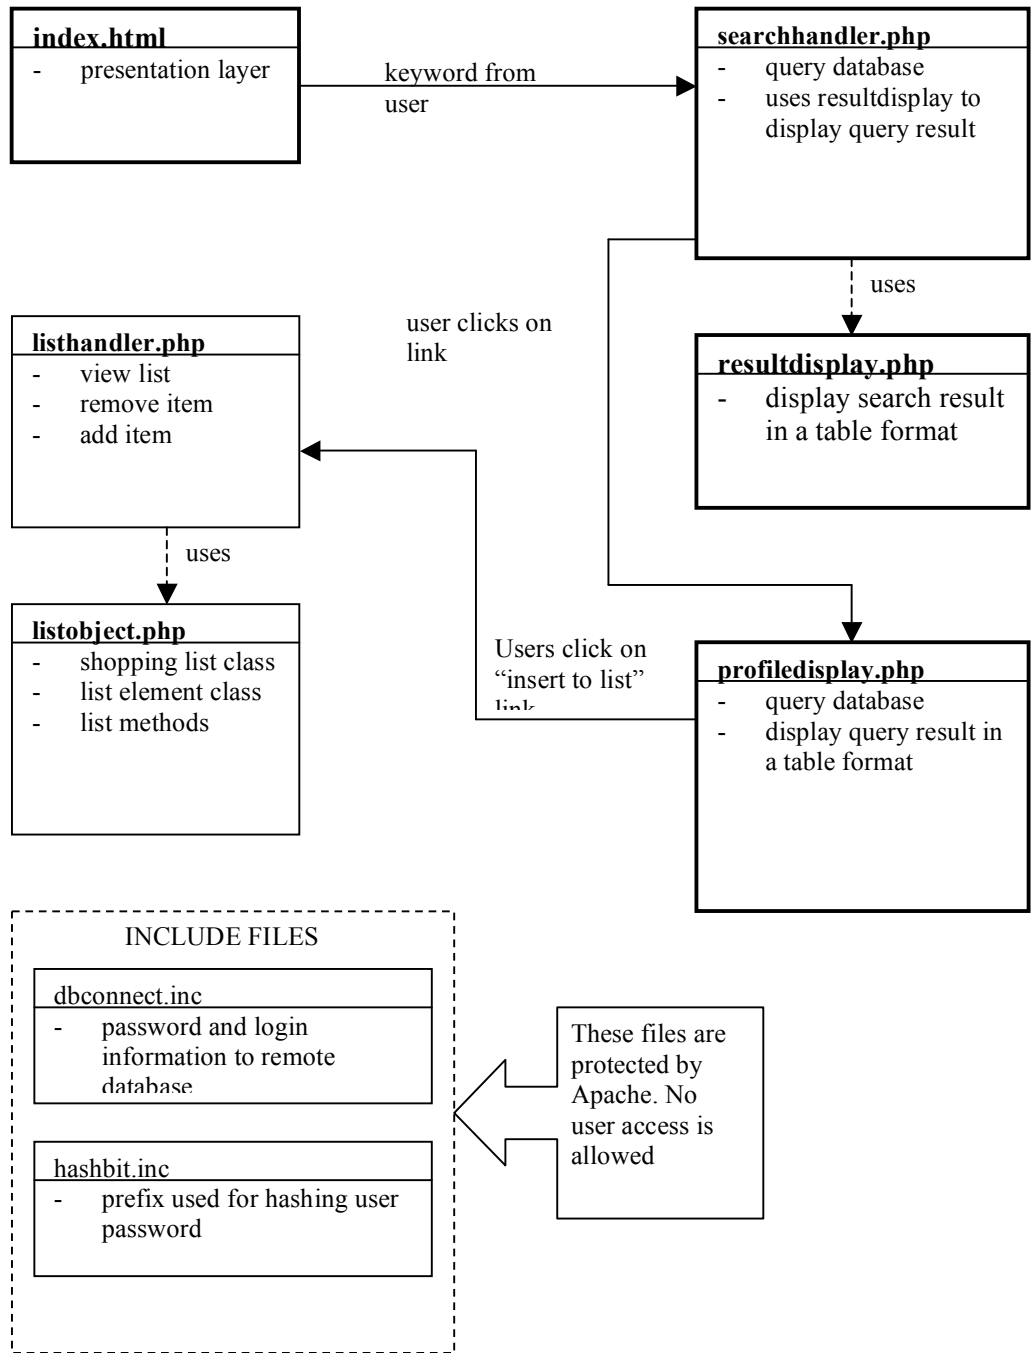 index.html
- presentation layer
keyword from
user
searchhandler.php
- query database
- uses resultdisplay to
display query result
uses
resultdisplay.php
- display search result
in a table format
user clicks on
link
listhandler.php
- view list
- remove item
- add item
uses
listobject.php
- shopping list class
- list element class
- list methods
Users click on
“insert to list”
link
profiledisplay.php
- query database
- display query result in
a table format
INCLUDE FILES
dbconnect.inc
- password and login
information to remote
database
hashbit.inc
- prefix used for hashing user
password
These files are
protected by
Apache. No
user access is
allowed